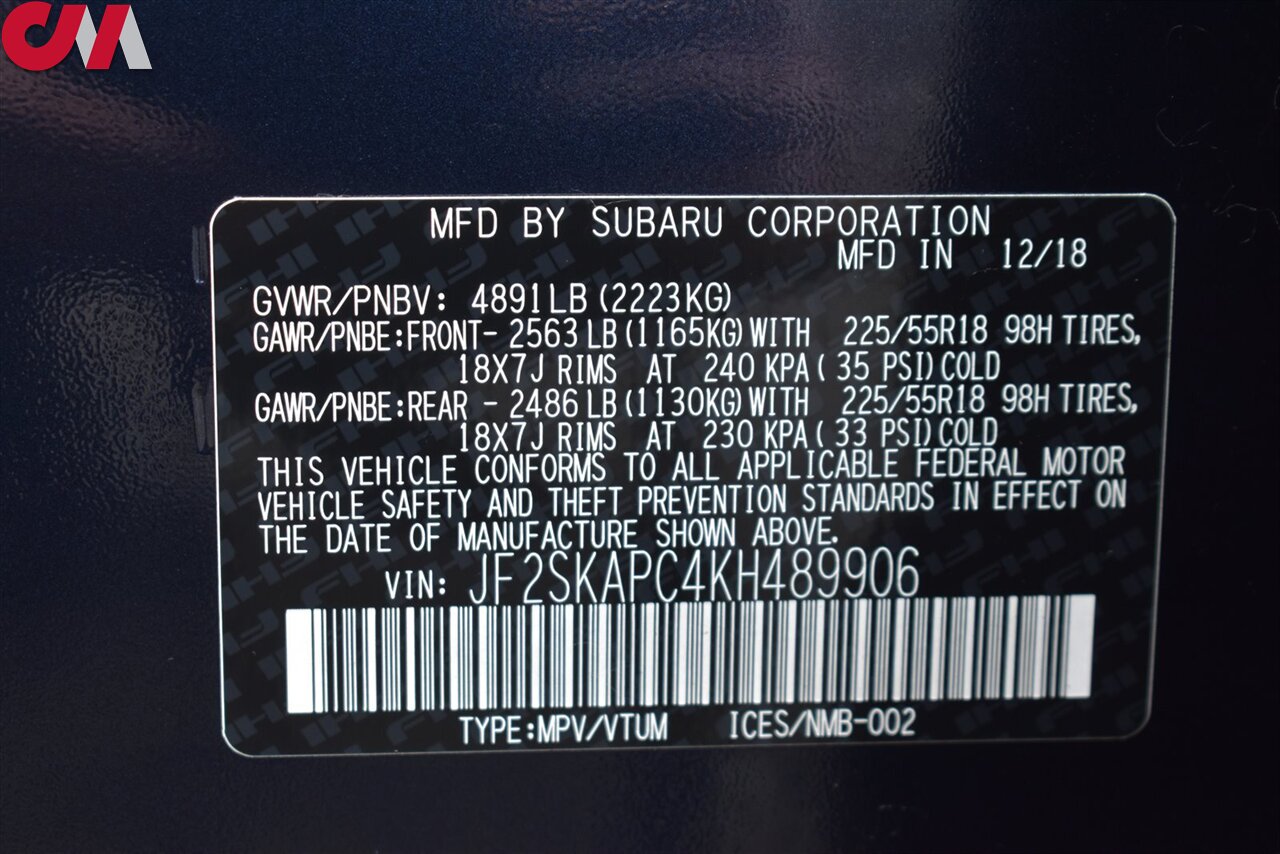 CM
MFD BY SUBARU CORPORATION
MFD IN 12/18
GVWR/PNBV: 4891LB (2223KG)
GAWR/PNBE:FRONT- 2563 LB (1165KG) WITH 225/55R18 98H TIRES,
18X7J RIMS AT 240 KPA ( 35 PSI) COLD
GAWR/PNBE:REAR - 2486 LB (1130KG) WITH 225/55R18 98H TIRES,
18X7J RIMS AT 230 KPA ( 33 PSI) COLD
THIS VEHICLE CONFORMS TO ALL APPLICABLE FEDERAL MOTOR
VEHICLE SAFETY AND THEFT PREVENTION STANDARDS IN EFFECT ON
THE DATE OF MANUFACTURE SHOWN ABOVE.
VIN: JF2SKAPC4KH489906
TYPE:MPV/VTUM ICES/NMB-002